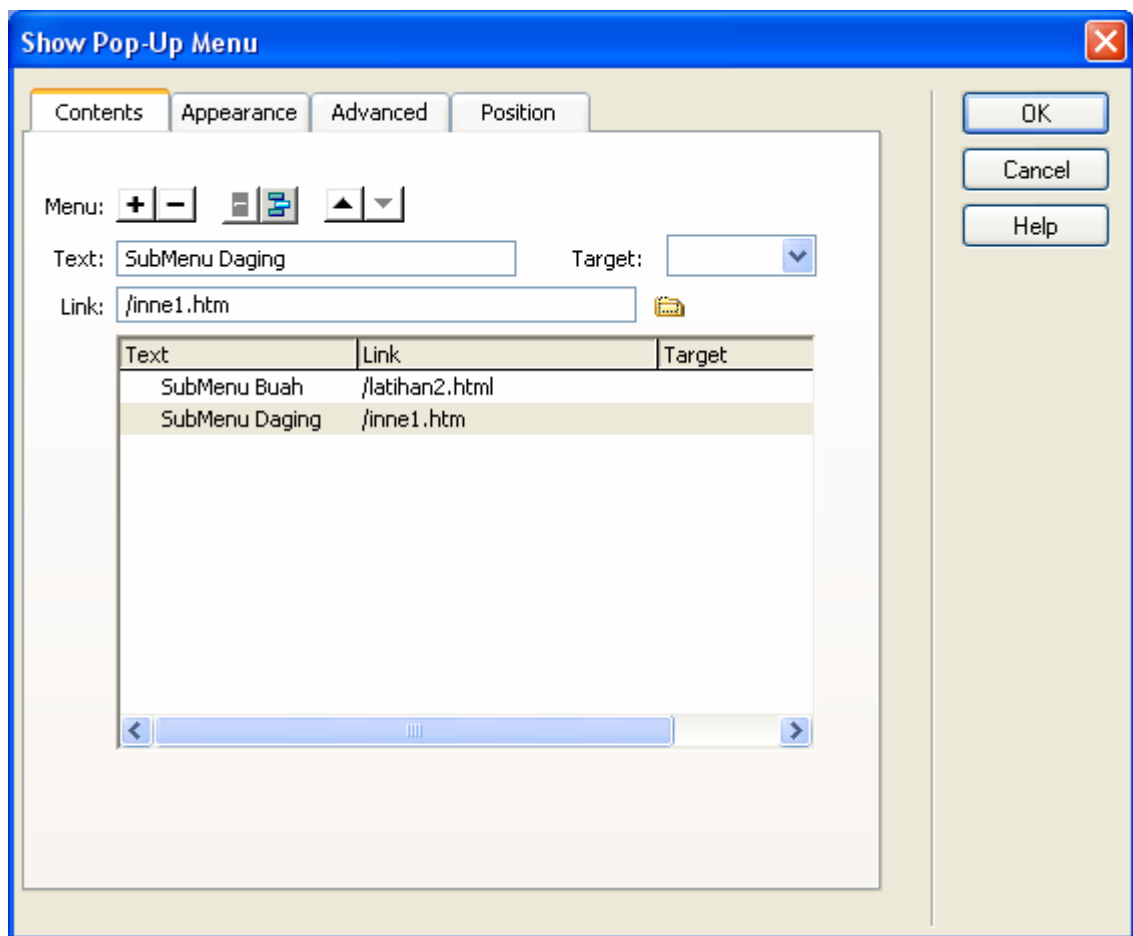 Show Pop-Up Menu
Contents Appearance Advanced Position
OK
Cancel
Help
Menu:
Text: SubMenu Daging Target:
Link: /inne1.htm
Text Link Target
SubMenu Buah /latihan2.html
SubMenu Daging /inne1.htm